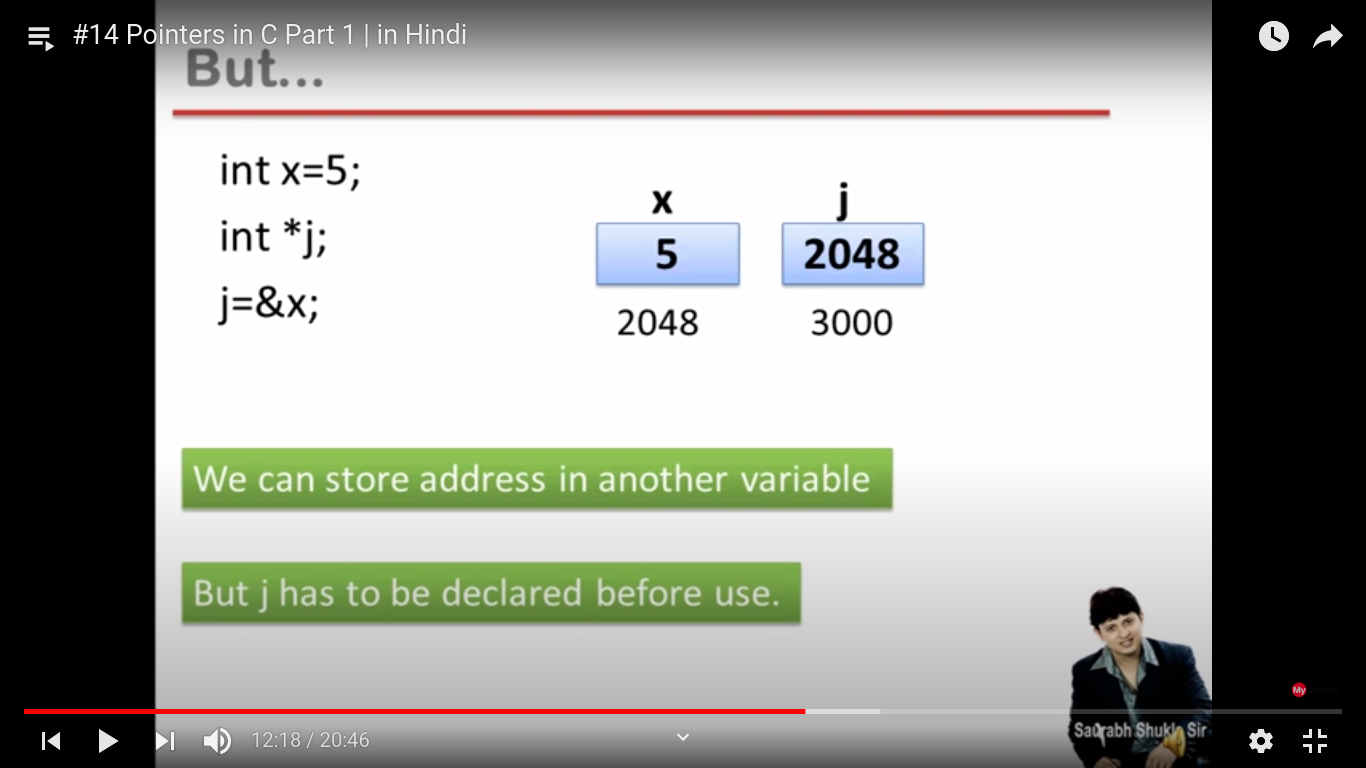 #14 Pointers in C Part 1 | in Hindi
But...
int x=5;
int *j;
j=&x;
x j
5 2048
2048 3000
We can store address in another variable
But j has to be declared before use.
My
Saurabh Shukla Sir
12:18 / 20:46